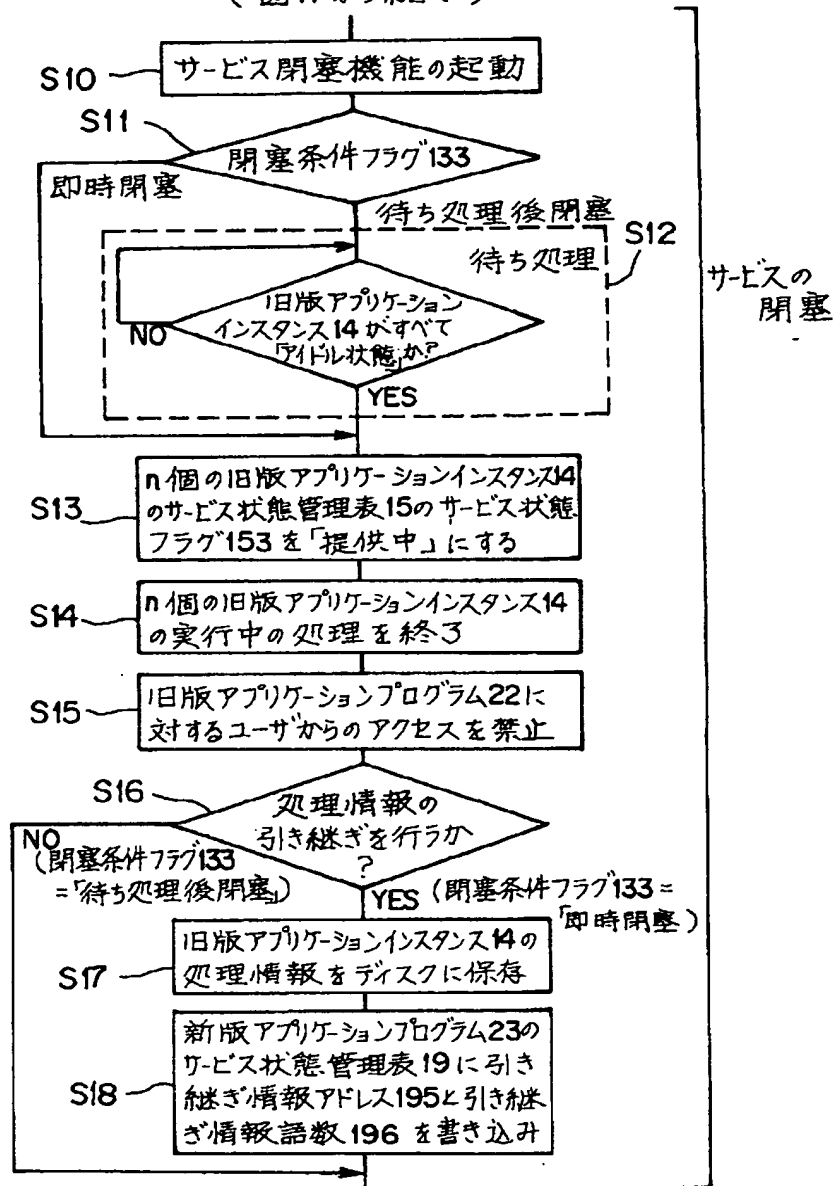 S10
サービス閉塞機能の起動
S11
閉塞条件フラグ133
即時閉塞
待ち処理後閉塞
S12
待ち処理
サービスの
閉塞
旧版アプリケーション
インスタンス14がすべて
「アイドル状態」か?
NO
YES
S13
n個の旧版アプリケーションインスタンス14
のサービス状態管理表15のサービス状態
フラグ153を「提供中」にする
S14
n個の旧版アプリケーションインスタンス14
の実行中の処理を終了
S15
旧版アプリケーションプログラム22に
対するユーザからのアクセスを禁止
S16
処理情報の
引き継ぎを行うか
?
NO
(閉塞条件フラグ133
=「待ち処理後閉塞」)
YES (閉塞条件フラグ133=
「即時閉塞)
S17
旧版アプリケーションインスタンス14の
処理情報をディスクに保存
S18
新版アプリケーションプログラム23の
サービス状態管理表19に引き
継ぎ情報アドレス195と引き継
ぎ情報語数196を書き込み